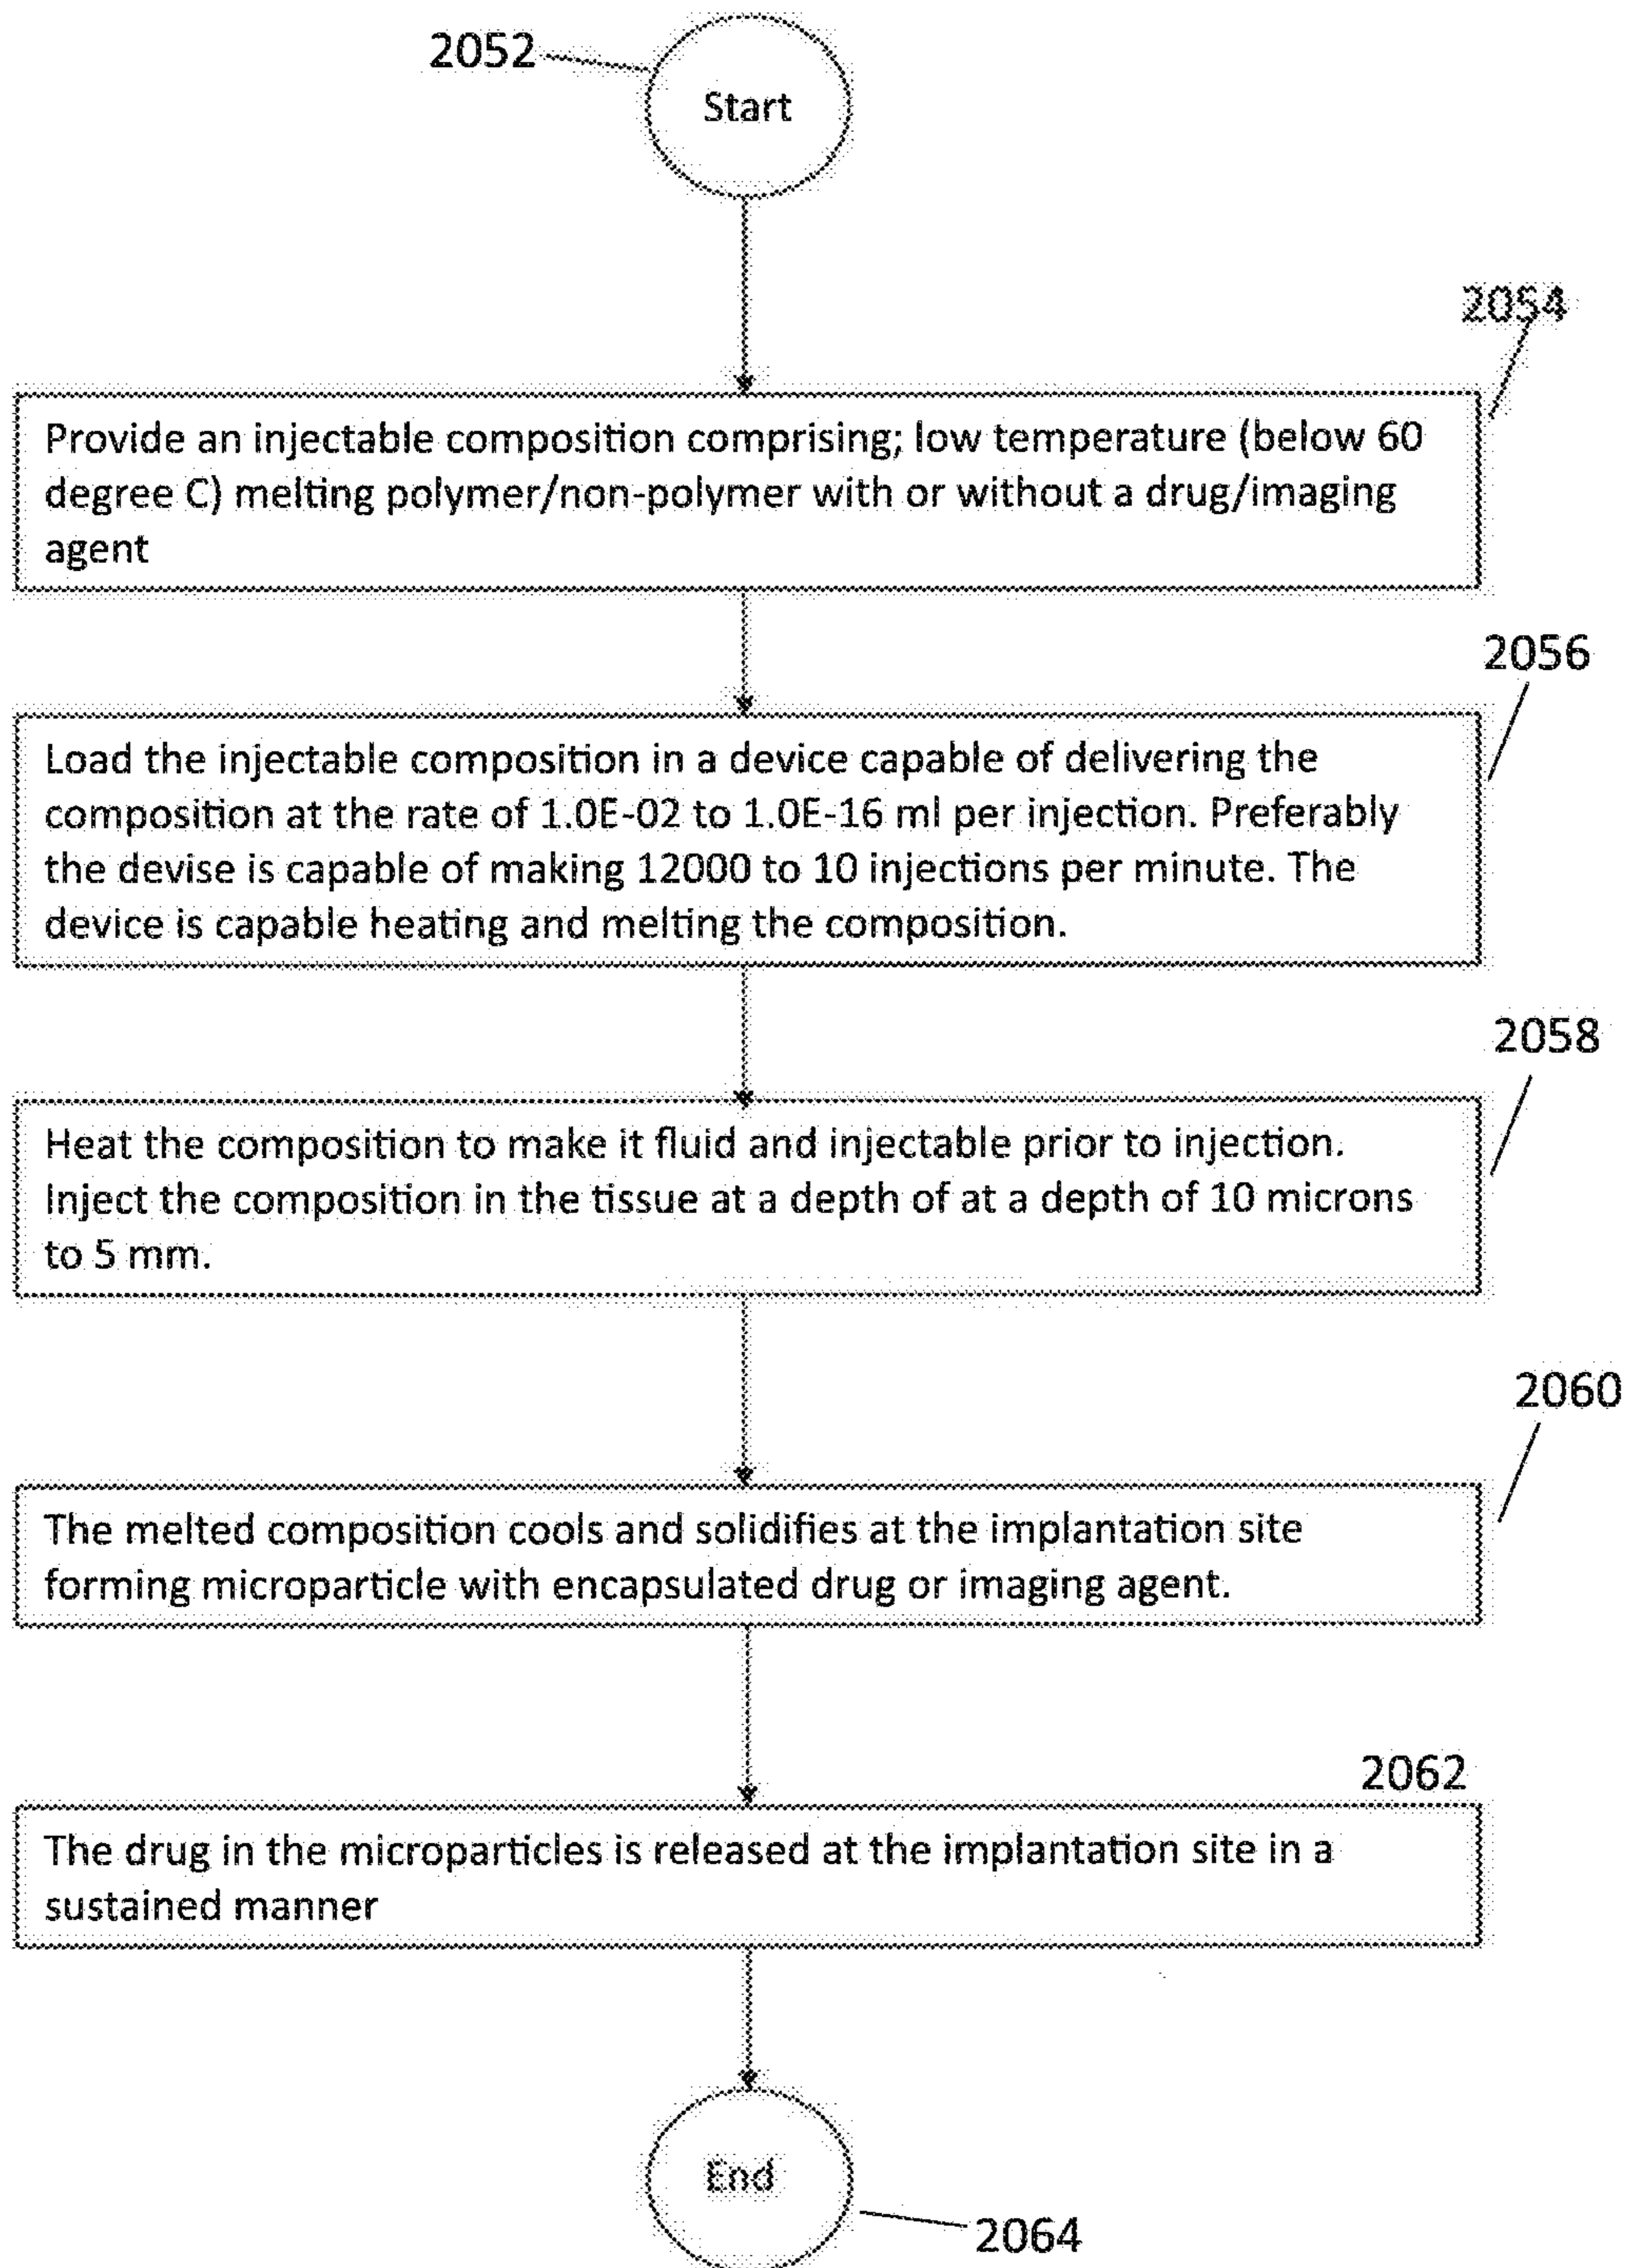 2052
Start
2054
Provide an injectable composition comprising; low temperature (below 60
degree C) melting polymer/non-polymer with or without a drug/imaging
agent
2056
Load the injectable composition in a device capable of delivering the
composition at the rate of 1.0E-02 to 1.0E-16 ml per injection. Preferably
the devise is capable of making 12000 to 10 injections per minute. The
device is capable heating and melting the composition.
2058
Heat the composition to make it fluid and injectable prior to injection.
Inject the composition in the tissue at a depth of at a depth of 10 microns
to 5 mm.
2060
The melted composition cools and solidifies at the implantation site
forming microparticle with encapsulated drug or imaging agent.
2062
The drug in the microparticles is released at the implantation site in a
sustained manner
End
2064